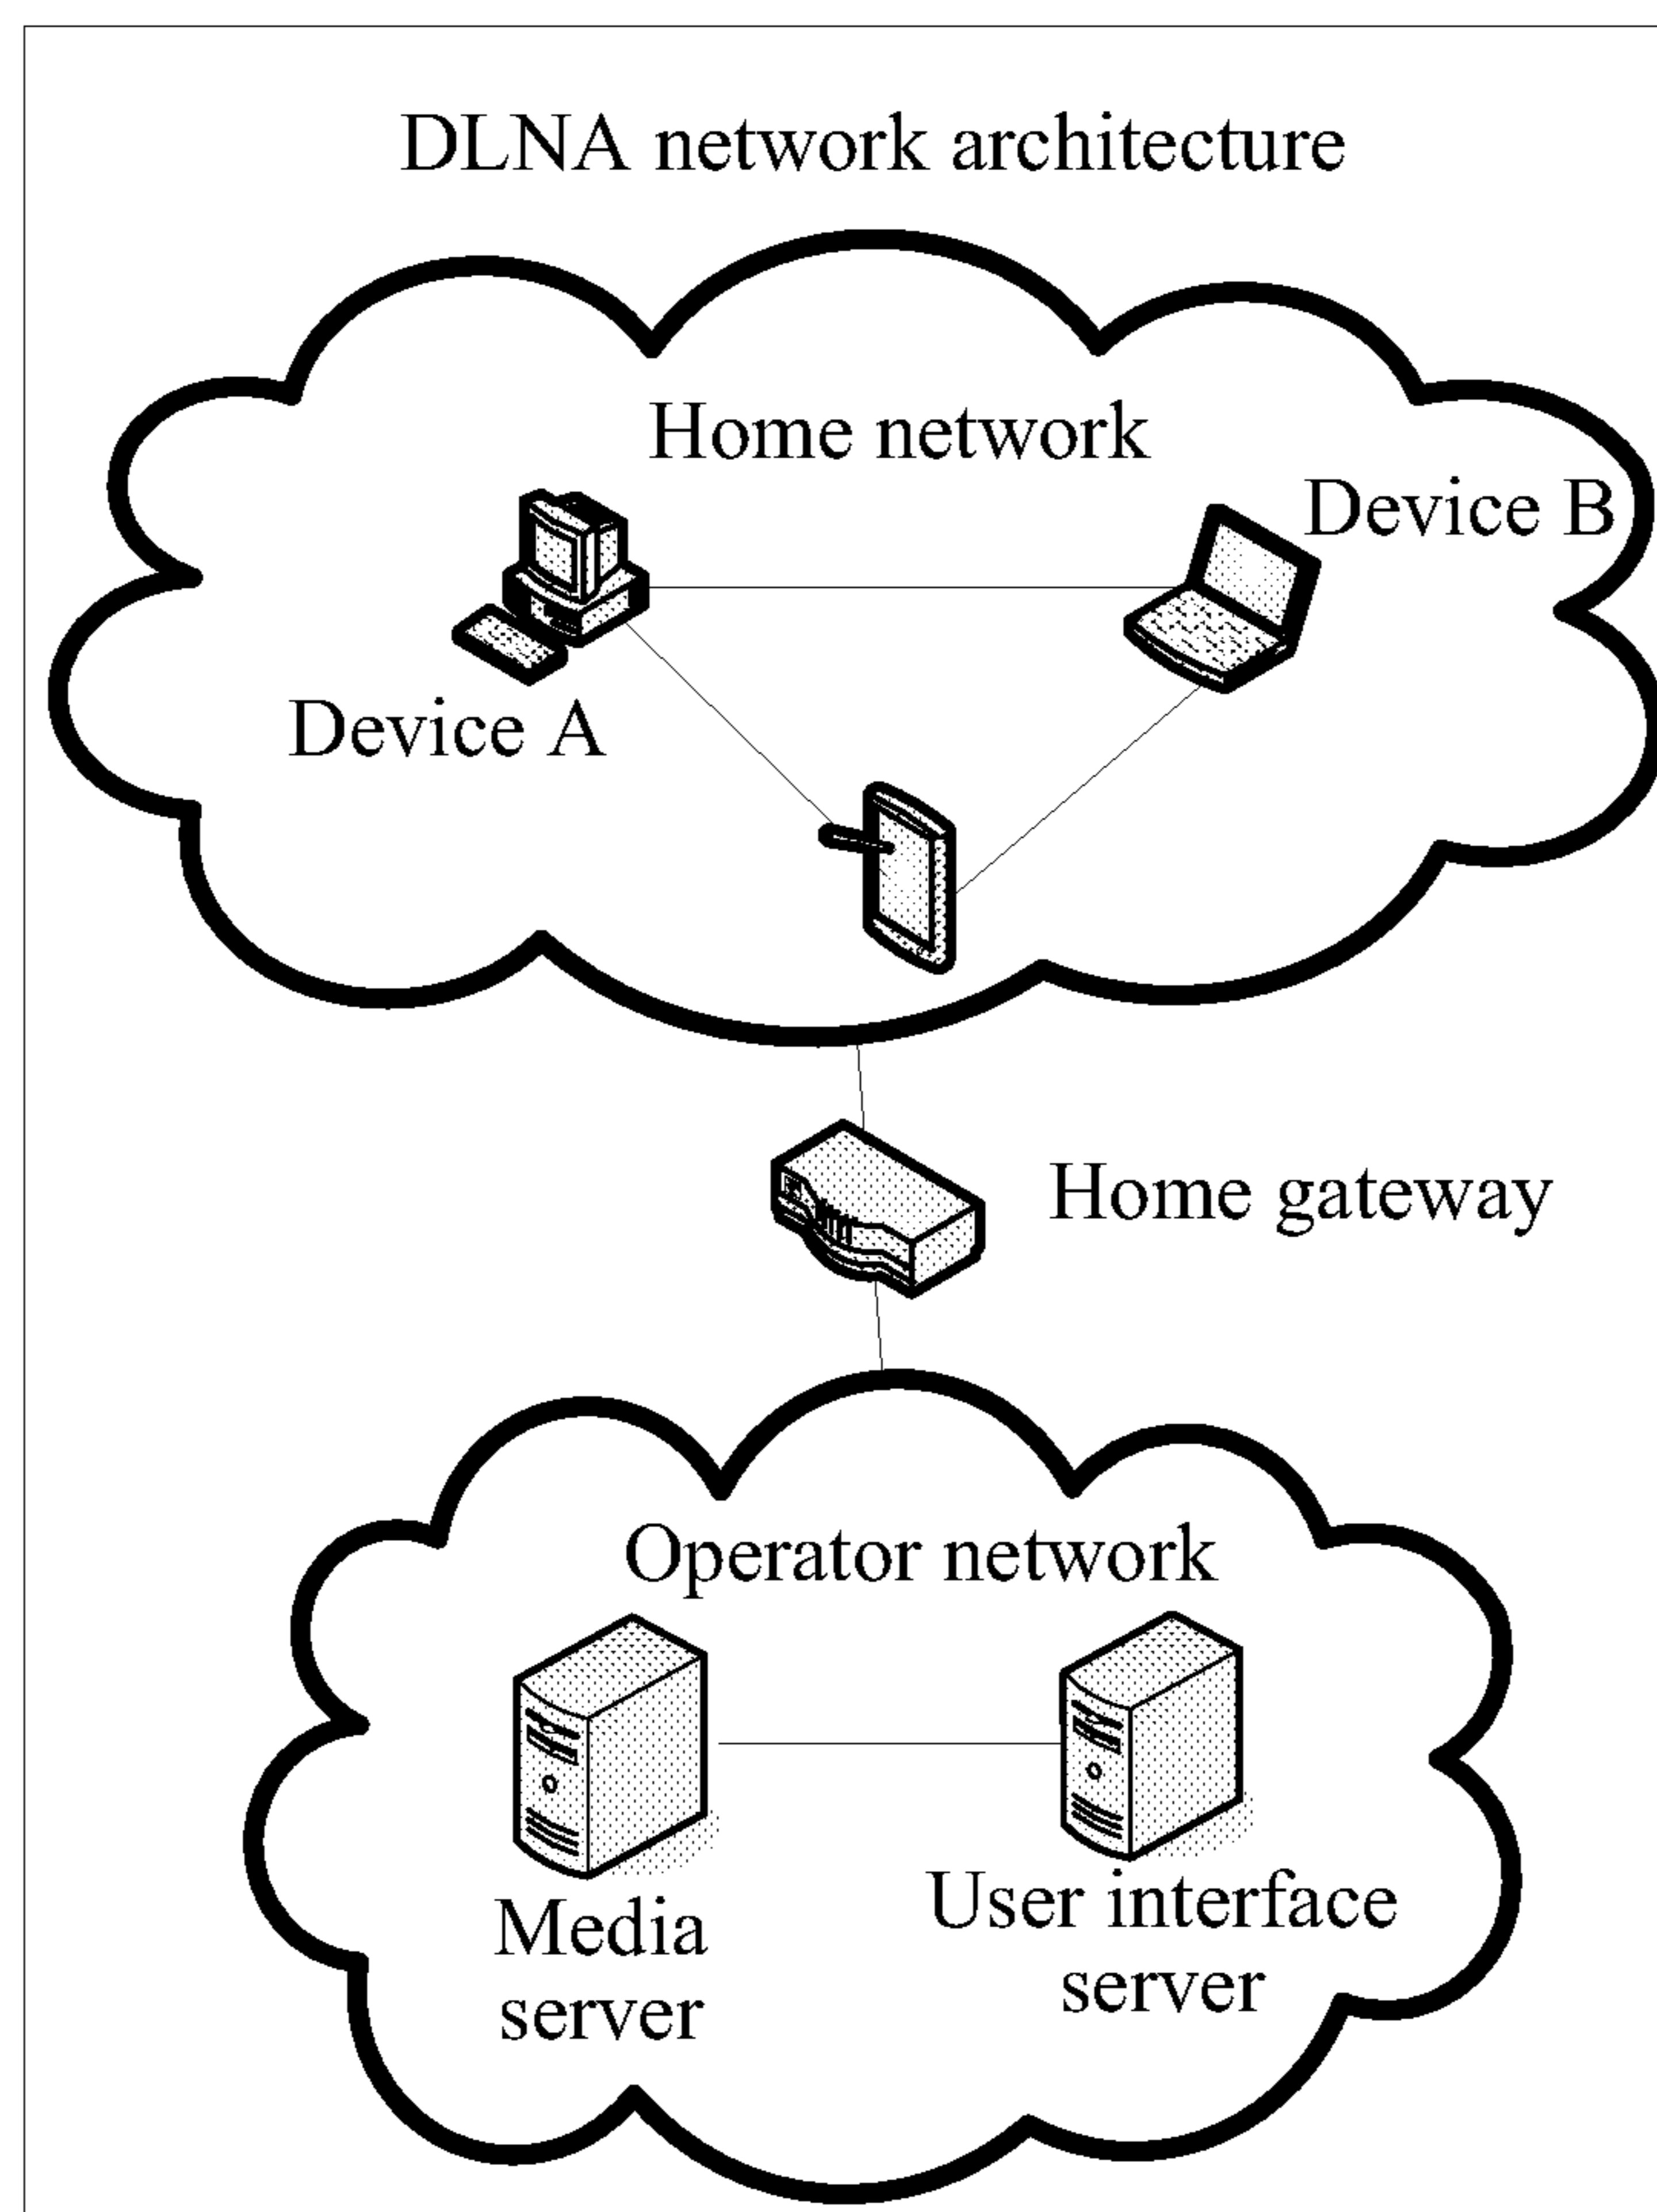 DLNA network architecture
Home network
Device B
Device A
Home gateway
Operator network
Media
server
User interface
server